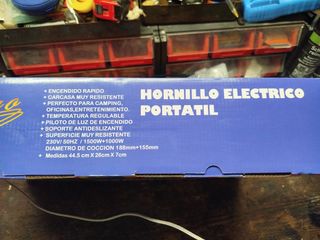 + ENCENDIDO RAPIDO
+ CARCASA MUY RESISTENTE
+ PERFECTO PARA CAMPING,
OFICINAS, ENTRETENIMIENTO.
+ TEMPERATURA REGULABLE
+ PILOTO DE LUZ DE ENCENDIDO
+ SOPORTE ANTIDESLIZANTE
+ SUPERFICIE MUY RESISTENTE
230V/ 50HZ / 1500W+1000W
DIAMETRO DE COCCION 188mm+155mm
+ Medidas 44.5 cm X 26cm X 7cm
HORNILLO ELECTRICO
PORTATIL